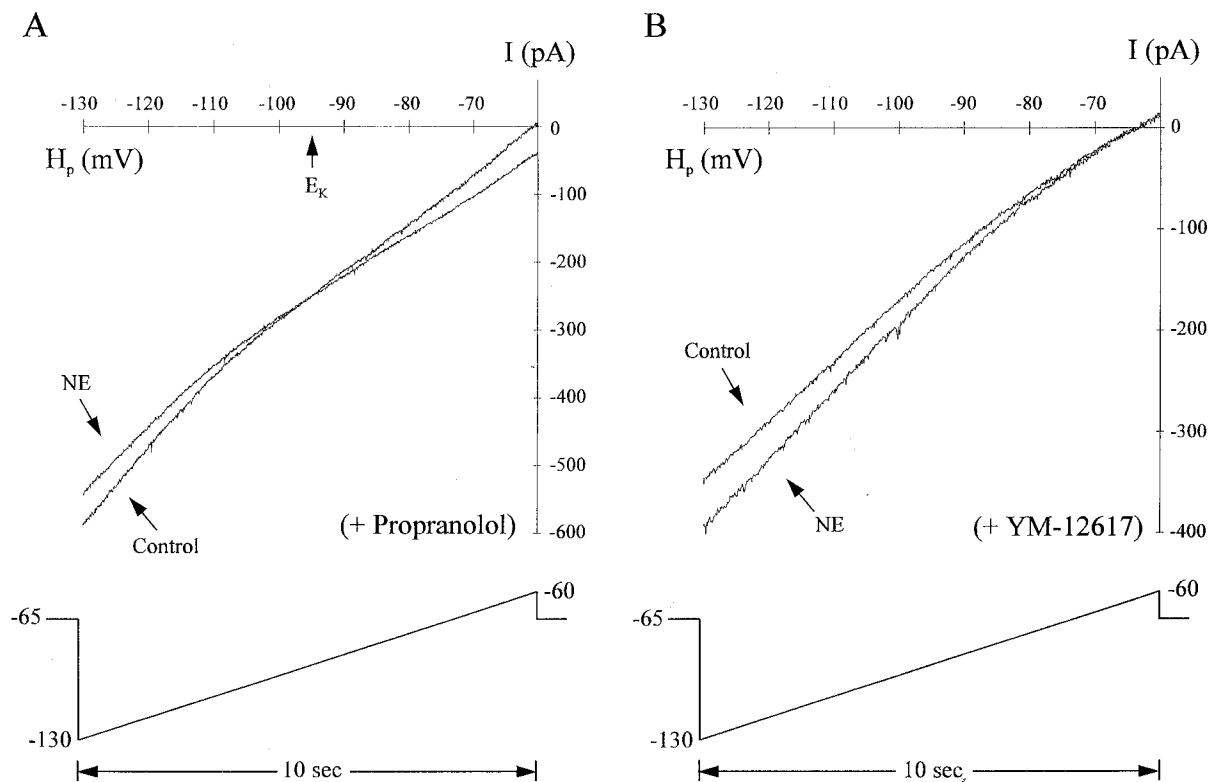 A
I (pA)
-130 -120 -110 -100 -90 -80 -70
0
H_p (mV)
E_K
-100
-200
-300
NE
-400
-500
Control
(+ Propranolol)
-600
-65
-60
-130
10 sec
B
I (pA)
-130 -120 -110 -100 -90 -80 -70
0
H_p (mV)
-100
-200
Control
-300
NE
(+ YM-12617)
-400
-65
-60
-130
10 sec